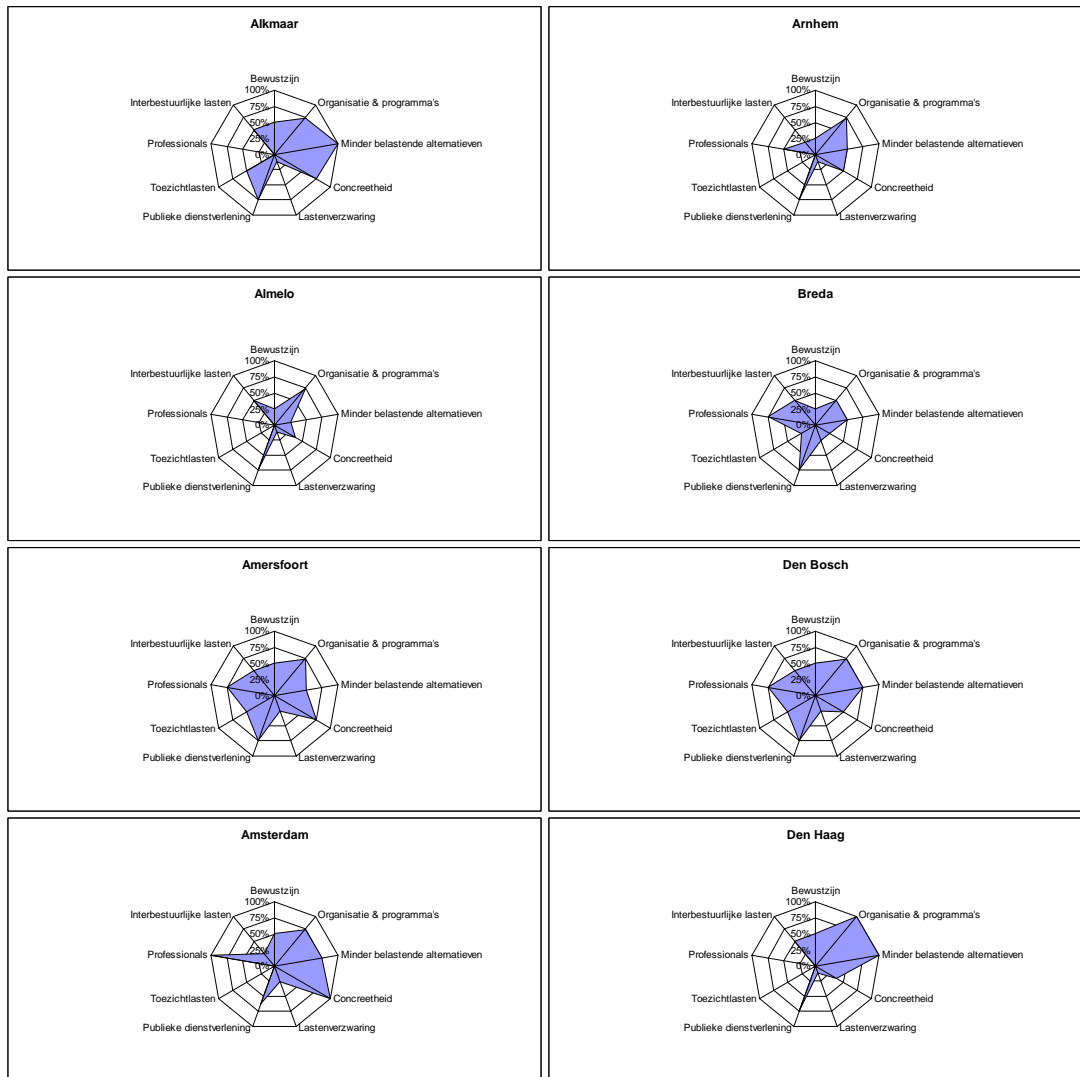 Alkmaar
Bewustzijn
100%
Interbestuurlijke lasten
Organisatie & programma's
75%
50%
Professionals
25%
Minder belastende alternatieven
0%
Toezichtlasten
Concreetheid
Publieke dienstverlening
Lastenverzwaring
Arnhem
Bewustzijn
100%
Interbestuurlijke lasten
Organisatie & programma's
75%
50%
Professionals
25%
Minder belastende alternatieven
0%
Toezichtlasten
Concreetheid
Publieke dienstverlening
Lastenverzwaring
Almelo
Bewustzijn
100%
Interbestuurlijke lasten
Organisatie & programma's
75%
50%
Professionals
25%
Minder belastende alternatieven
0%
Toezichtlasten
Concreetheid
Publieke dienstverlening
Lastenverzwaring
Breda
Bewustzijn
100%
Interbestuurlijke lasten
Organisatie & programma's
75%
50%
Professionals
25%
Minder belastende alternatieven
0%
Toezichtlasten
Concreetheid
Publieke dienstverlening
Lastenverzwaring
Amersfoort
Bewustzijn
100%
Interbestuurlijke lasten
Organisatie & programma's
75%
50%
Professionals
25%
Minder belastende alternatieven
0%
Toezichtlasten
Concreetheid
Publieke dienstverlening
Lastenverzwaring
Den Bosch
Bewustzijn
100%
Interbestuurlijke lasten
Organisatie & programma's
75%
50%
Professionals
25%
Minder belastende alternatieven
0%
Toezichtlasten
Concreetheid
Publieke dienstverlening
Lastenverzwaring
Amsterdam
Bewustzijn
100%
Interbestuurlijke lasten
Organisatie & programma's
75%
50%
Professionals
25%
Minder belastende alternatieven
0%
Toezichtlasten
Concreetheid
Publieke dienstverlening
Lastenverzwaring
Den Haag
Bewustzijn
100%
Interbestuurlijke lasten
Organisatie & programma's
75%
50%
Professionals
25%
Minder belastende alternatieven
0%
Toezichtlasten
Concreetheid
Publieke dienstverlening
Lastenverzwaring